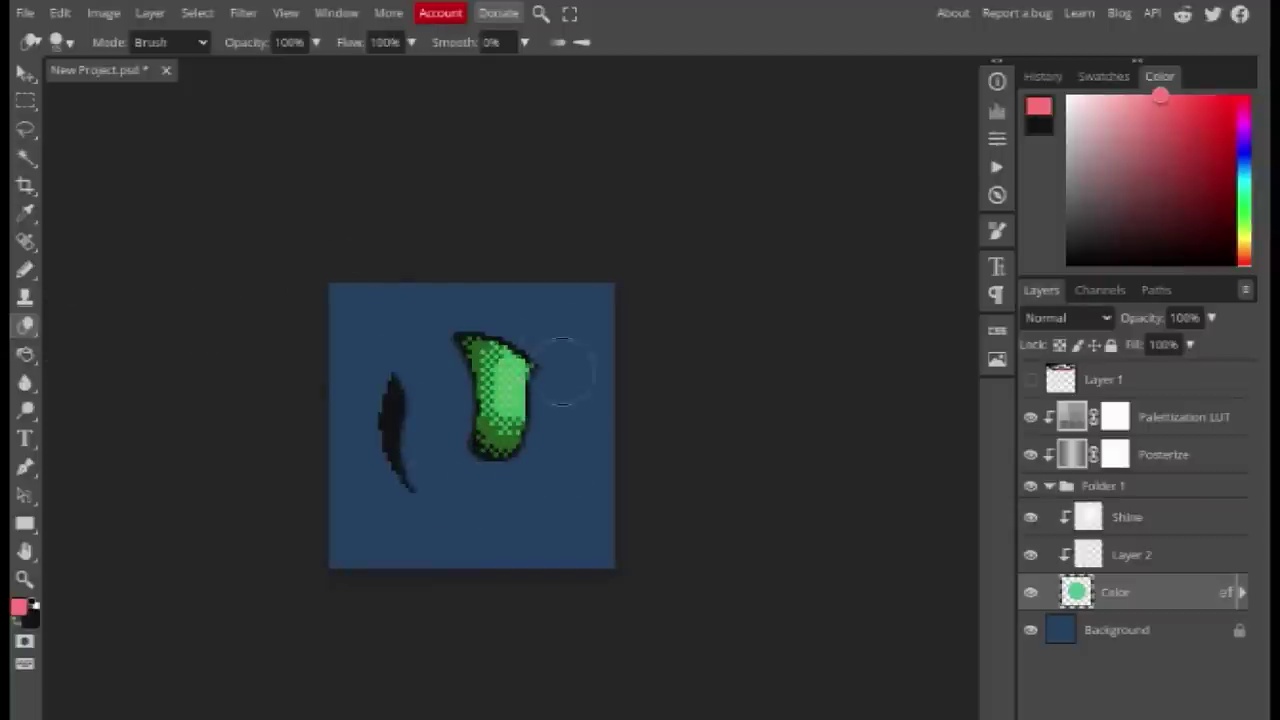 File Edit Image Layer Select Filter View Window More Account Donate
About Report a bug Learn Blog API
Mode: Brush Opacity: 100% Flow: 100% Smooth: 0%
New Project.psd *
History Swatches Color
Layers Channels Paths
Normal Opacity: 100%
Lock: Fill: 100%
Layer 1
Palettization LUT
Posterize
Folder 1
Shine
Layer 2
Color eff
Background
CSS